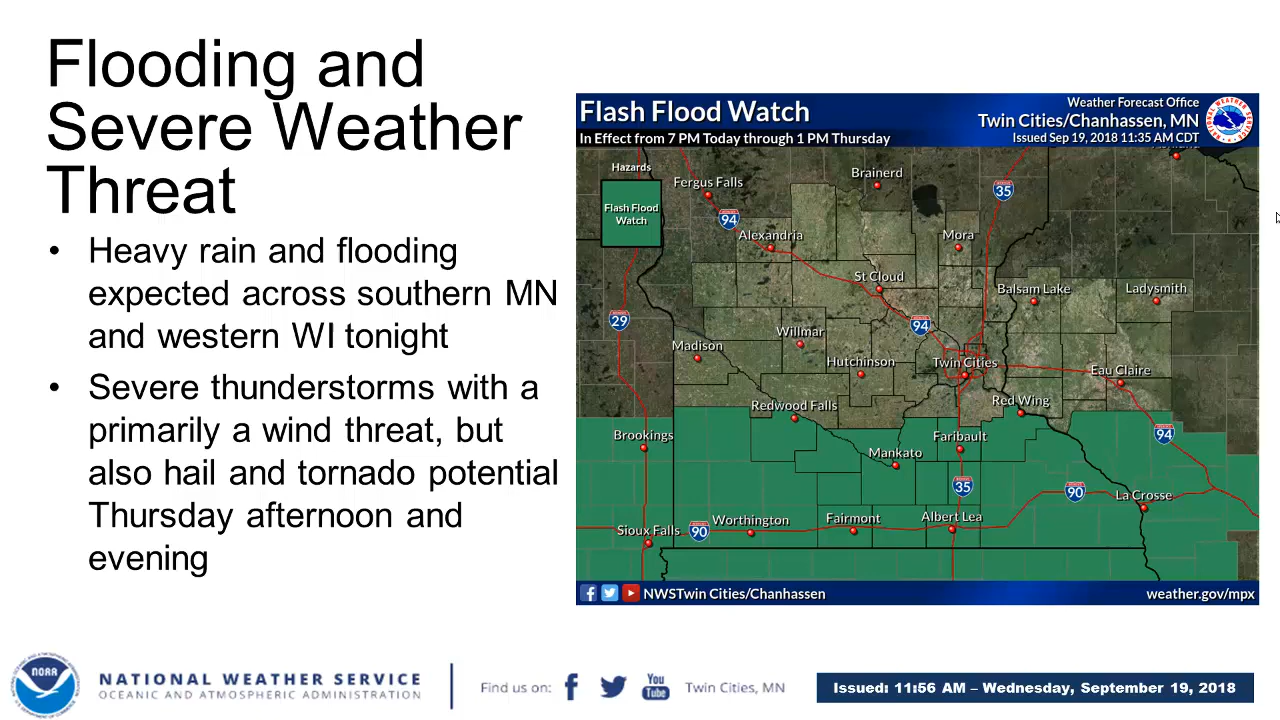 Flooding and
Severe Weather
Threat
• Heavy rain and flooding
expected across southern MN
and western WI tonight
• Severe thunderstorms with a
primarily a wind threat, but
also hail and tornado potential
Thursday afternoon and
evening
Flash Flood Watch
In Effect from 7 PM Today through 1 PM Thursday
Weather Forecast Office
Twin Cities/Chanhassen, MN
Issued Sep 19, 2018 11:35 AM CDT
Hazards
Flash Flood
Watch
Fergus Falls
Brainerd
35
94
Alexandria
Mora
St Cloud
Balsam Lake
Ladysmith
29
94
Willmar
Madison
Hutchinson
Twin Cities
Eau Claire
Redwood Falls
Red Wing
Brookings
Faribault
94
Mankato
35
90
La Crosse
Sioux Falls
90
Worthington
Fairmont
Albert Lea
NWSTwin Cities/Chanhassen
weather.gov/mpx
NOAA
NATIONAL WEATHER SERVICE
OCEANIC AND ATMOSPHERIC ADMINISTRATION
Find us on:
You
Tube
Twin Cities, MN
Issued: 11:56 AM – Wednesday, September 19, 2018